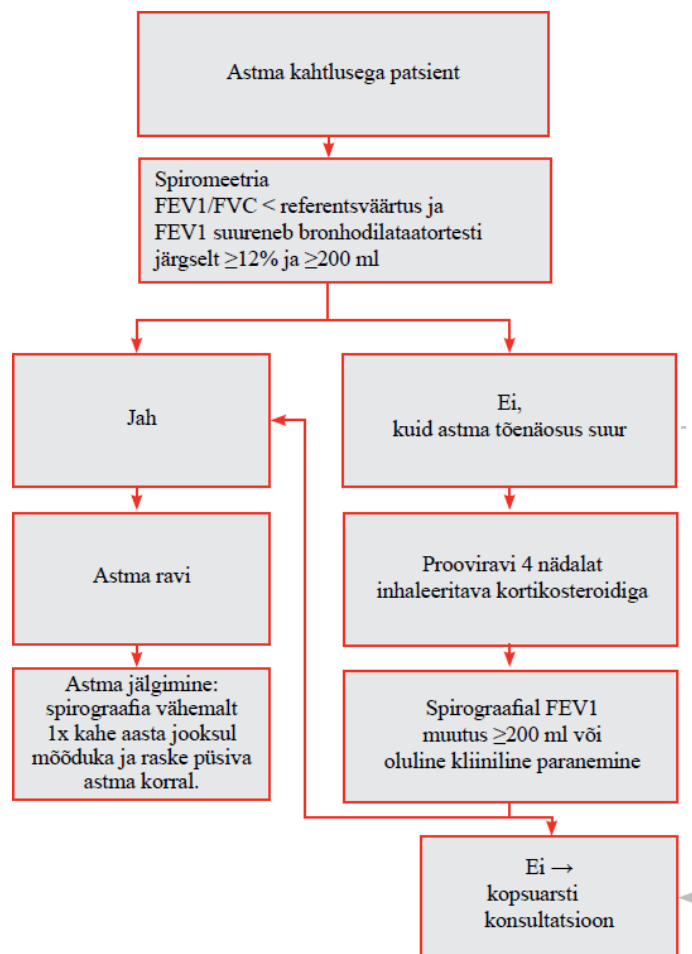 Astma kahtlusega patsient
Spiromeetria
FEV1/FVC < referentsväärtus ja
FEV1 suureneb bronhodilataatortesti
järgselt ≥12% ja ≥200 ml
Jah
Ei,
kuid astma tõenäosus suur
Astma ravi
Prooviravi 4 nädalat
inhaleeritava kortikosteroidiga
Astma jälgimine:
spirograafia vähemalt
1x kahe aasta jooksul
mõõduka ja raske püsiva
astma korral.
Spirograafial FEV1
muutus ≥200 ml või
oluline kliiniline paranemine
Ei →
kopsuarsti
konsultatsioon